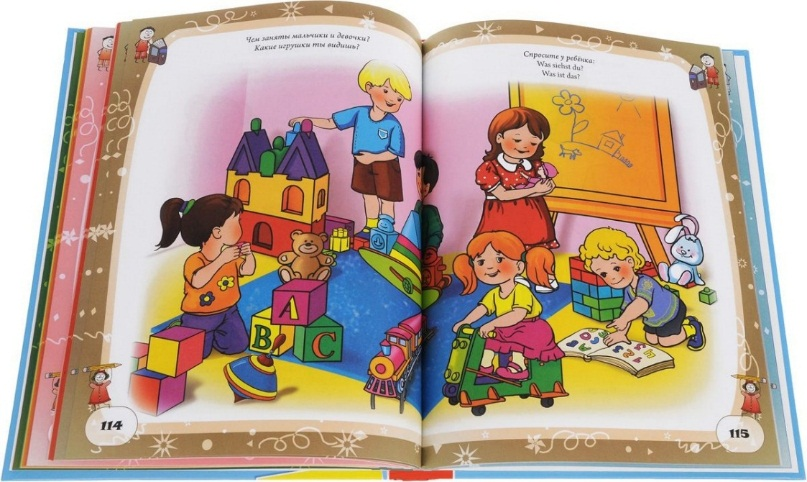 Чем заняты мальчики и девочки?
Какие игрушки ты видишь?
Спросите у ребёнка:
Was siehst du?
Was ist das?
A
B C
114
115